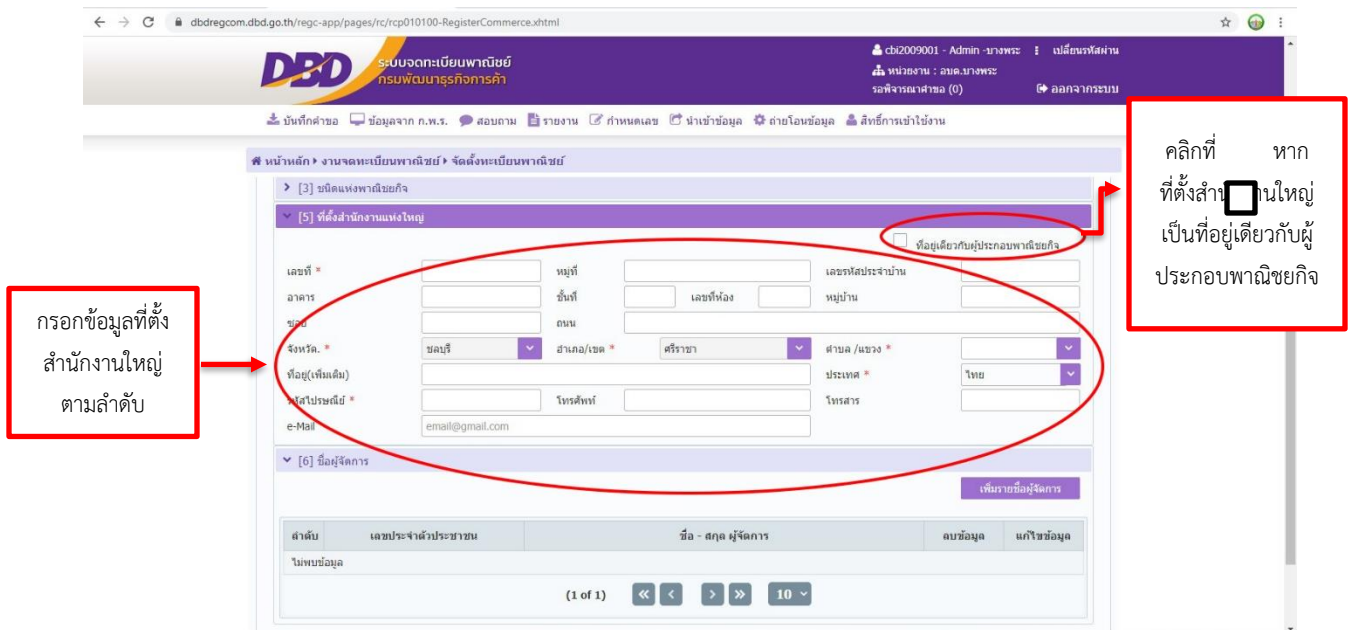 dbdregcom.dbd.go.th/regc-app/pages/rc/rcp010100-RegisterCommerce.xhtml
DBD
ระบบจดทะเบียนพาณิชย์
กรมพัฒนาธุรกิจการค้า
cbi2009001 - Admin -บางพระ
เปลี่ยนรหัสผ่าน
หน่วยงาน : อบต.บางพระ
รอพิจารณาคำขอ (0)
ออกจากระบบ
บันทึกคำขอ ข้อมูลจาก ก.พ.ร. สอบถาม รายงาน กำหนดเลข นำเข้าข้อมูล ถ่ายโอนข้อมูล สิทธิ์การเข้าใช้งาน
หน้าหลัก งานจดทะเบียนพาณิชย์ จัดตั้งทะเบียนพาณิชย์
[3] ชนิดแห่งพาณิชยกิจ
[5] ที่ตั้งสำนักงานแห่งใหญ่
ที่อยู่เดียวกับผู้ประกอบพาณิชยกิจ
เลขที่ * หมู่ที่ เลขรหัสประจำบ้าน
อาคาร ชั้นที่ เลขที่ห้อง หมู่บ้าน
ซอย ถนน
จังหวัด. * ชลบุรี อำเภอ/เขต * ศรีราชา ตำบล /แขวง *
ที่อยู่(เพิ่มเติม) ประเทศ * ไทย
รหัสไปรษณีย์ * โทรศัพท์ โทรสาร
e-Mail email@gmail.com
[6] ชื่อผู้จัดการ
เพิ่มรายชื่อผู้จัดการ
ลำดับ เลขประจำตัวประชาชน ชื่อ - สกุล ผู้จัดการ ลบข้อมูล แก้ไขข้อมูล
ไม่พบข้อมูล
(1 of 1) 10
กรอกข้อมูลที่ตั้ง
สำนักงานใหญ่
ตามลำดับ
คลิกที่ หาก
ที่ตั้งสำนักงานใหญ่
เป็นที่อยู่เดียวกับผู้
ประกอบพาณิชยกิจ